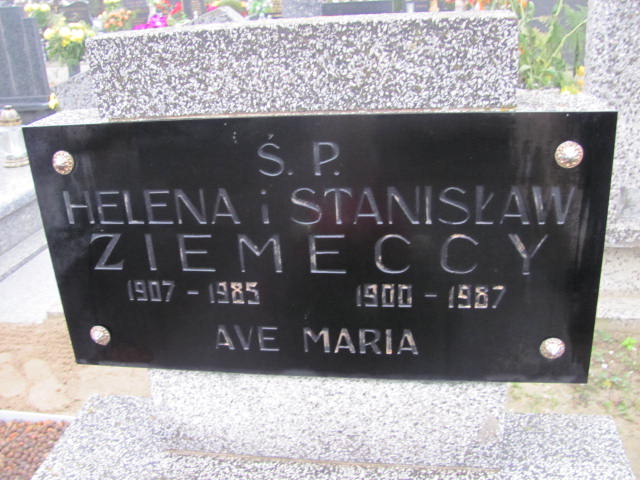 Ś. P.
HELENA i STANISŁAW
ZIEMECCY
1907 - 1985 1900 - 1987
AVE MARIA